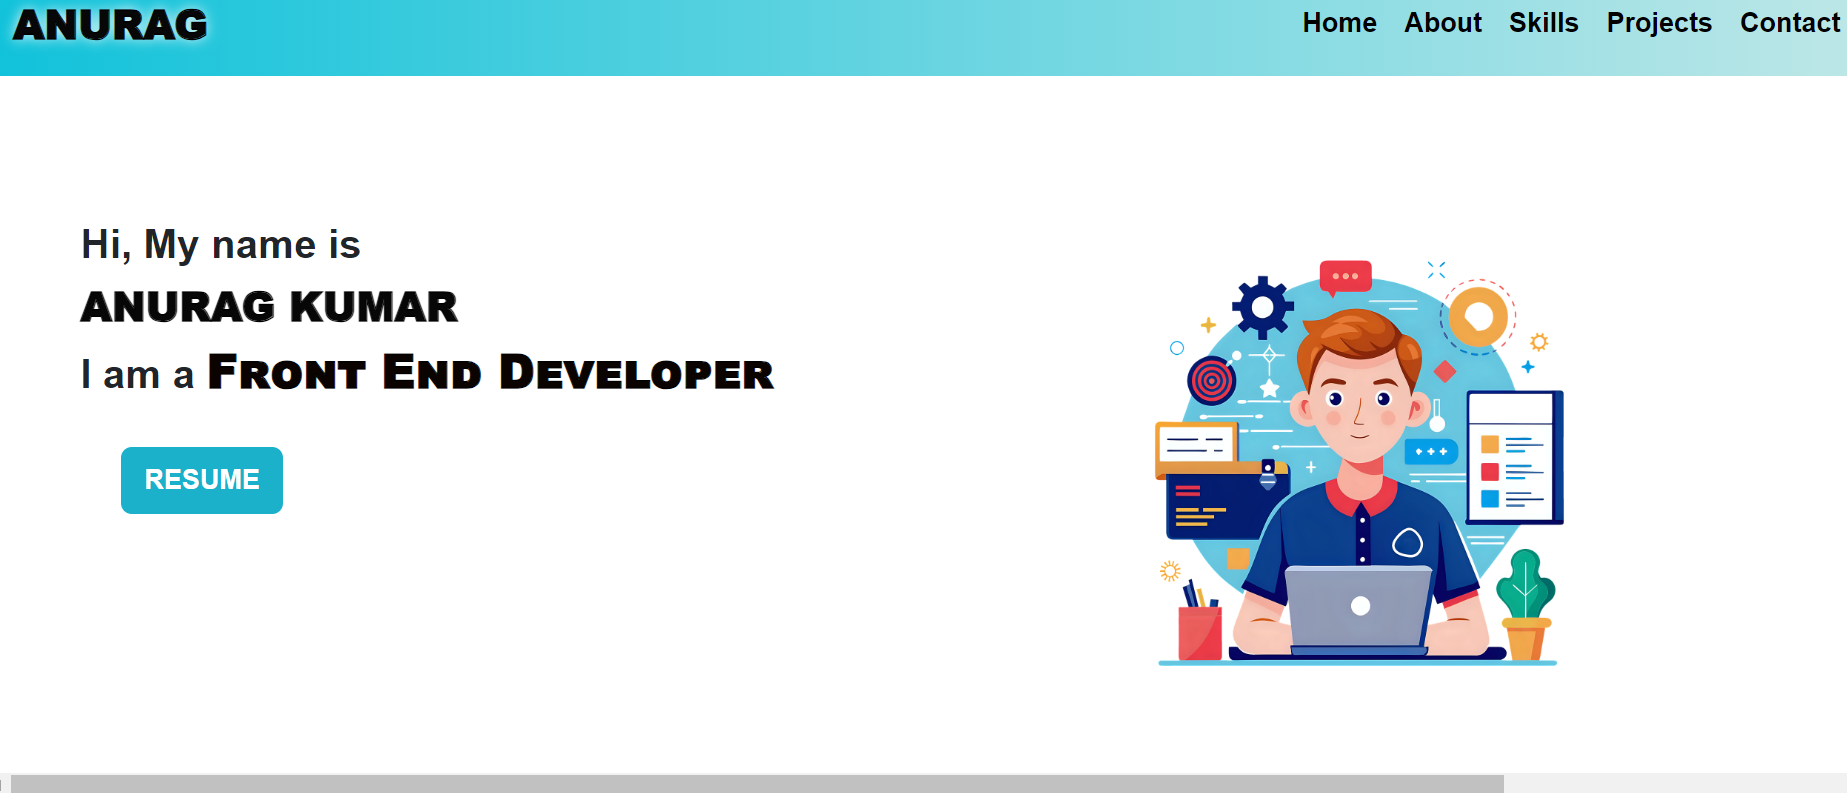 ANURAG
Home About Skills Projects Contact
Hi, My name is
ANURAG KUMAR
I am a FRONT END DEVELOPER
RESUME